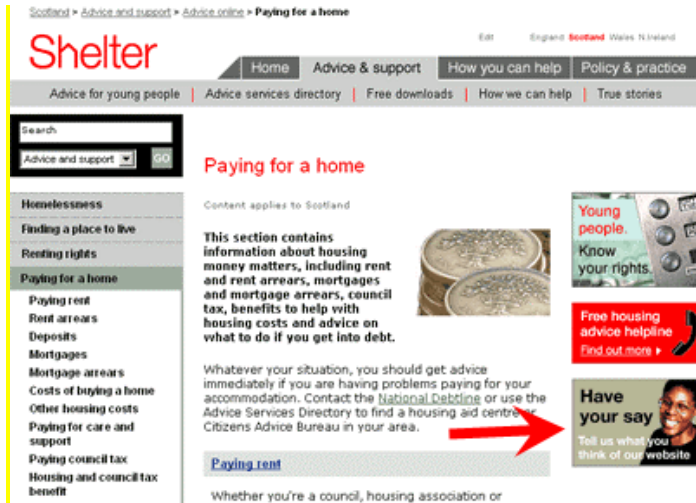 Scotland > Advice and support > Advice online > Paying for a home
Shelter
Edit England Scotland Wales N.Ireland
Home Advice & support How you can help Policy & practice
Advice for young people | Advice services directory | Free downloads | How we can help | True stories
Search
Advice and support GO
Homelessness
Finding a place to live
Renting rights
Paying for a home
Paying rent
Rent arrears
Deposits
Mortgages
Mortgage arrears
Costs of buying a home
Other housing costs
Paying for care and
support
Paying council tax
Housing and council tax
benefit
Paying for a home
Content applies to Scotland
This section contains
information about housing
money matters, including rent
and rent arrears, mortgages
and mortgage arrears, council
tax, benefits to help with
housing costs and advice on
what to do if you get into debt.
Whatever your situation, you should get advice
immediately if you are having problems paying for your
accommodation. Contact the National Debtline or use the
Advice Services Directory to find a housing aid centre or
Citizens Advice Bureau in your area.
Paying rent
Whether you're a council, housing association or
Young
people.
Know
your rights.
Free housing
advice helpline
Find out more
Have
your say
Tell us what you
think of our website